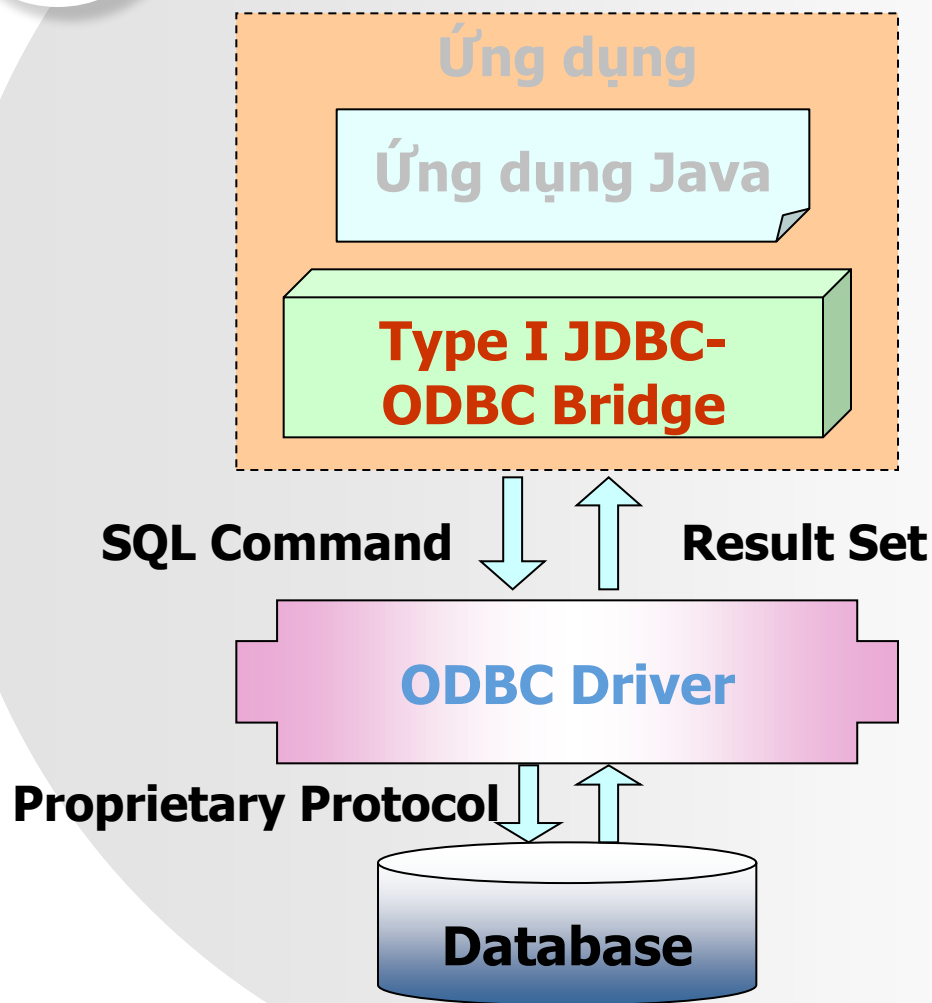 Ứng dụng
Ứng dụng Java
Type I JDBC-
ODBC Bridge
SQL Command
Result Set
ODBC Driver
Proprietary Protocol
Database